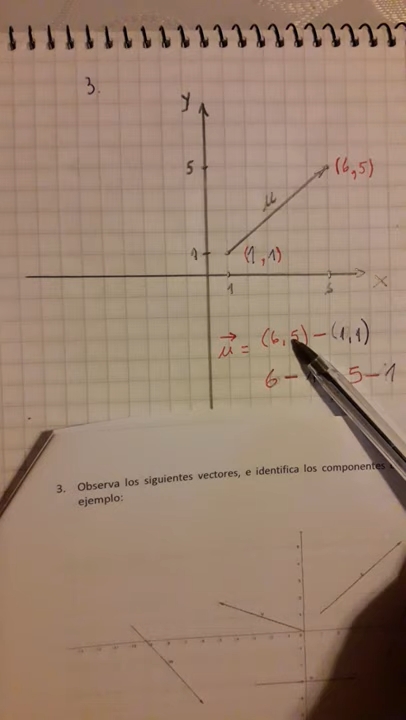 3.
y
5
(6,5)
μ
1
(1,1)
1
6
x
μ = (6,5) - (1,1)
6 - 1 5 - 1
3. Observa los siguientes vectores, e identifica los componentes
ejemplo: